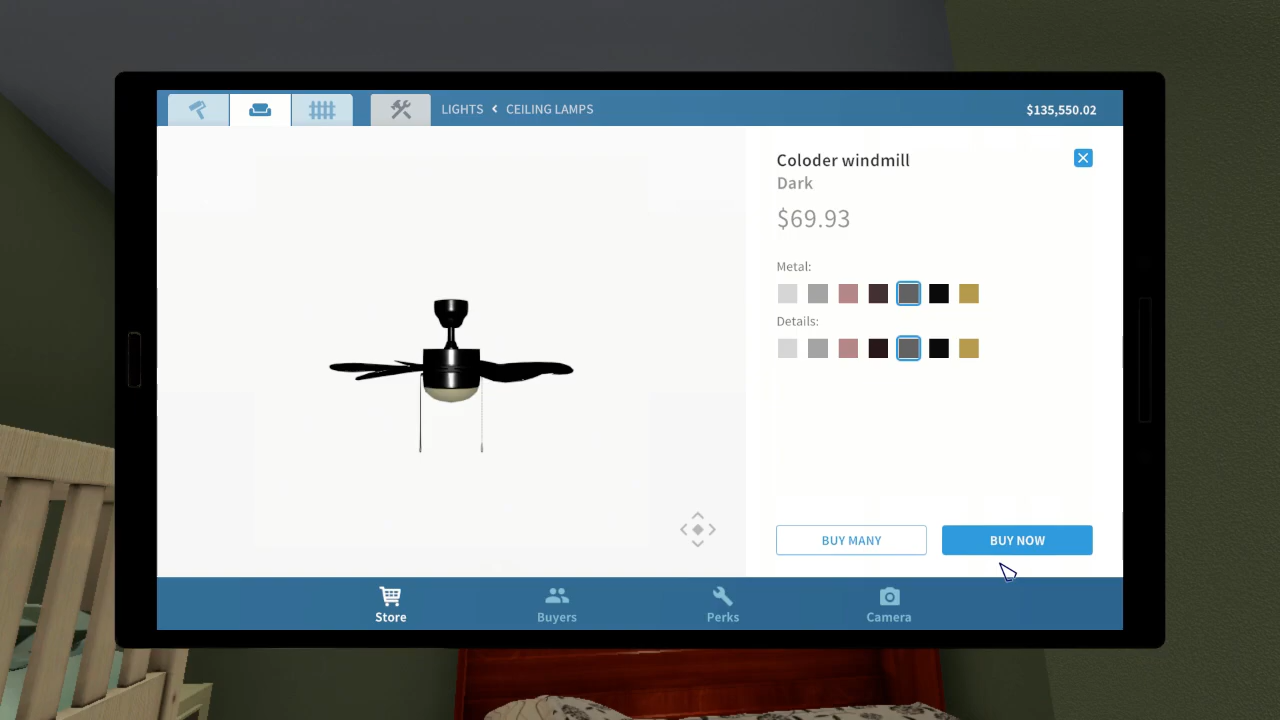 LIGHTS < CEILING LAMPS
$135,550.02
Coloder windmill
Dark
$69.93
Metal:
Details:
BUY MANY
BUY NOW
Store
Buyers
Perks
Camera